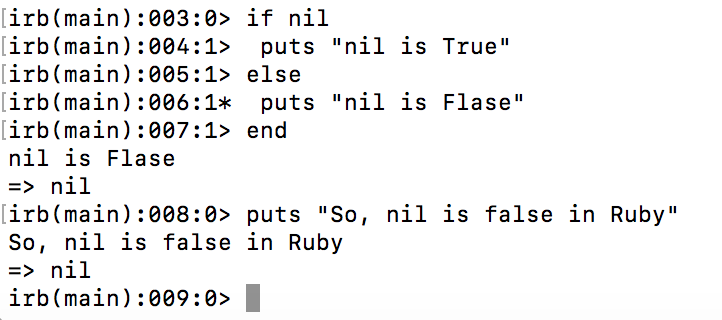 [irb(main):003:0> if nil
[irb(main):004:1>  puts "nil is True"
[irb(main):005:1> else
[irb(main):006:1*  puts "nil is Flase"
[irb(main):007:1> end
nil is Flase
=> nil
[irb(main):008:0> puts "So, nil is false in Ruby"
So, nil is false in Ruby
=> nil
irb(main):009:0>